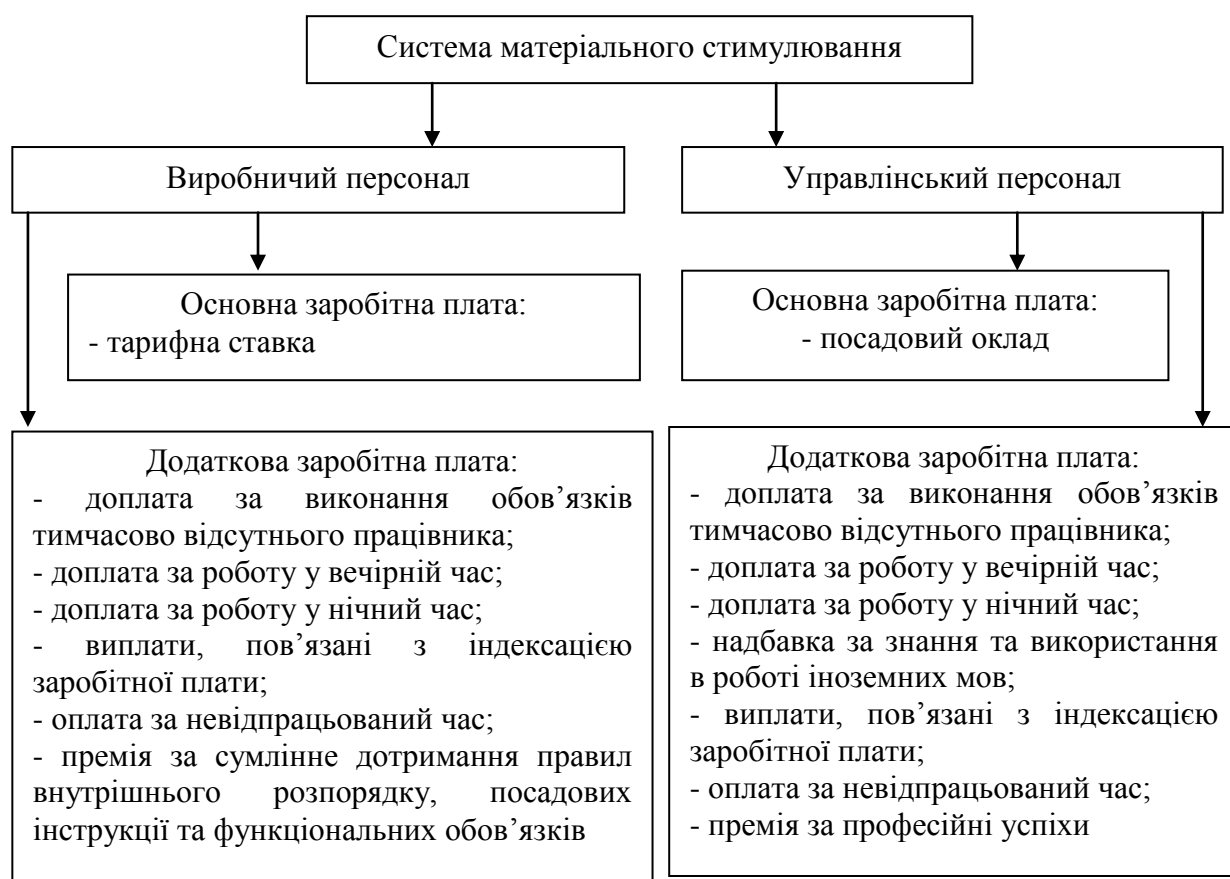 Система матеріального стимулювання
Виробничий персонал
Управлінський персонал
Основна заробітна плата:
- тарифна ставка
Основна заробітна плата:
- посадовий оклад
Додаткова заробітна плата:
- доплата за виконання обов’язків
тимчасово відсутнього працівника;
- доплата за роботу у вечірній час;
- доплата за роботу у нічний час;
- виплати, пов’язані з індексацією
заробітної плати;
- оплата за невідпрацьований час;
- премія за сумлінне дотримання правил
внутрішнього розпорядку, посадових
інструкції та функціональних обов’язків
Додаткова заробітна плата:
- доплата за виконання обов’язків
тимчасово відсутнього працівника;
- доплата за роботу у вечірній час;
- доплата за роботу у нічний час;
- надбавка за знання та використання
в роботі іноземних мов;
- виплати, пов’язані з індексацією
заробітної плати;
- оплата за невідпрацьований час;
- премія за професійні успіхи